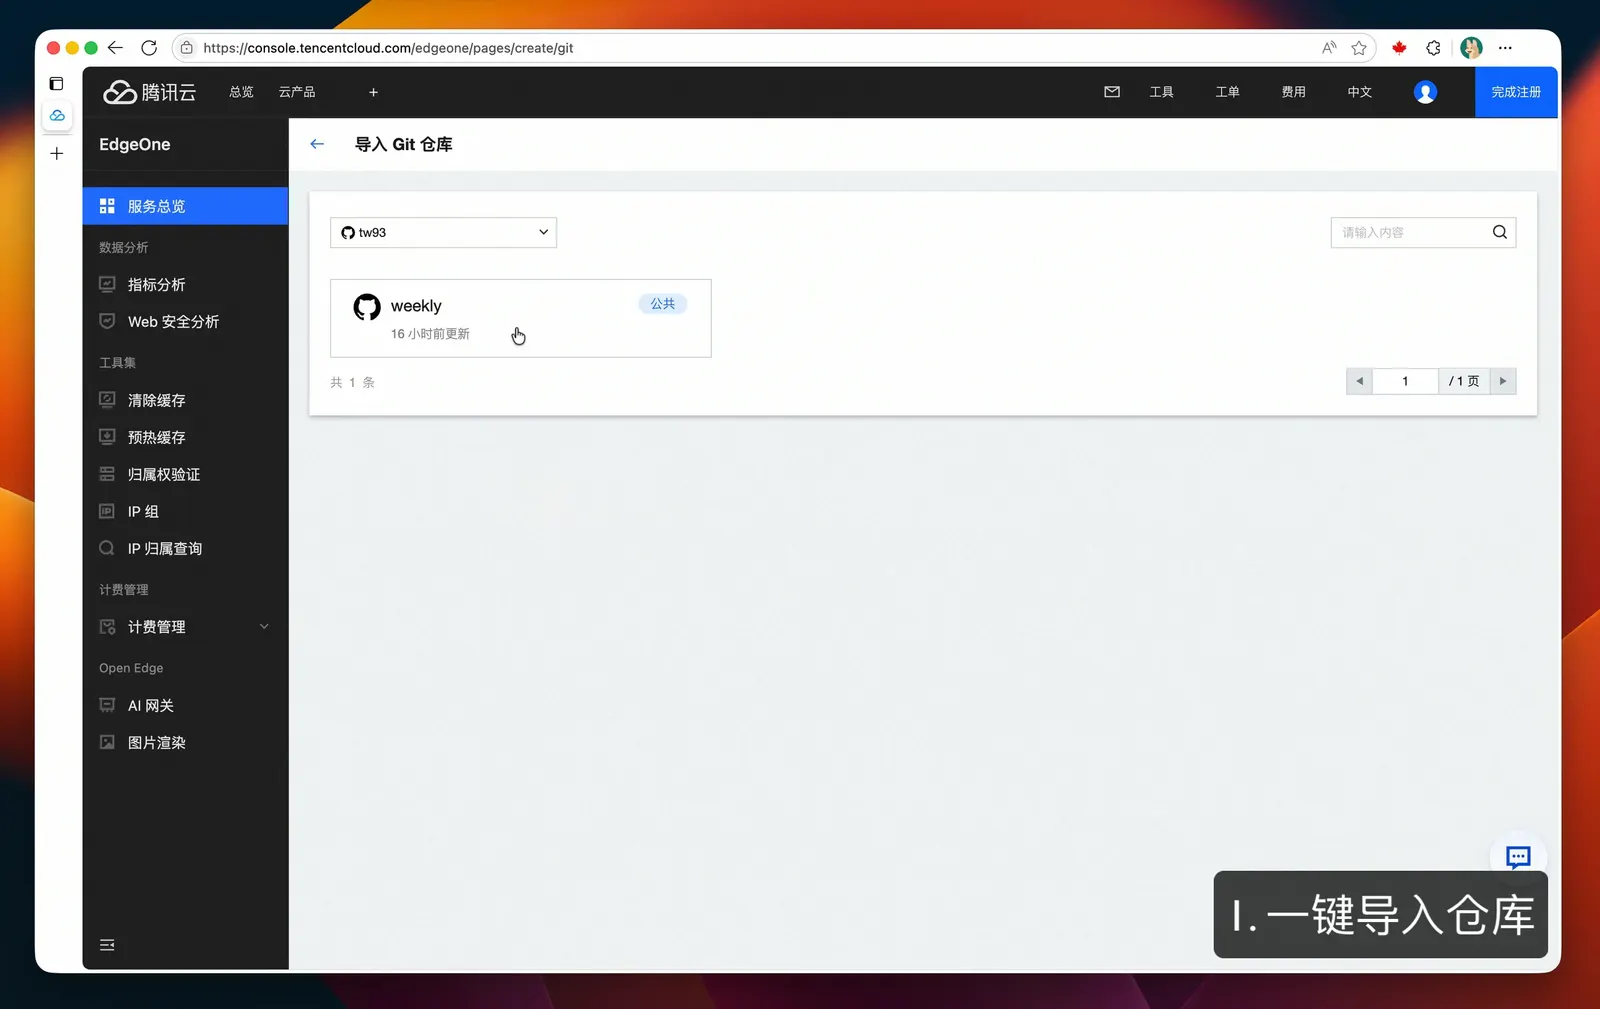 https://console.tencentcloud.com/edgeone/pages/create/git
腾讯云
总览
云产品
+
工具
工单
费用
中文
完成注册
EdgeOne
导入 Git 仓库
服务总览
数据分析
指标分析
Web 安全分析
工具集
清除缓存
预热缓存
归属权验证
IP 组
IP 归属查询
计费管理
计费管理
Open Edge
AI 网关
图片渲染
tw93
请输入内容
weekly
公共
16 小时前更新
共 1 条
1
/ 1 页
1. 一键导入仓库